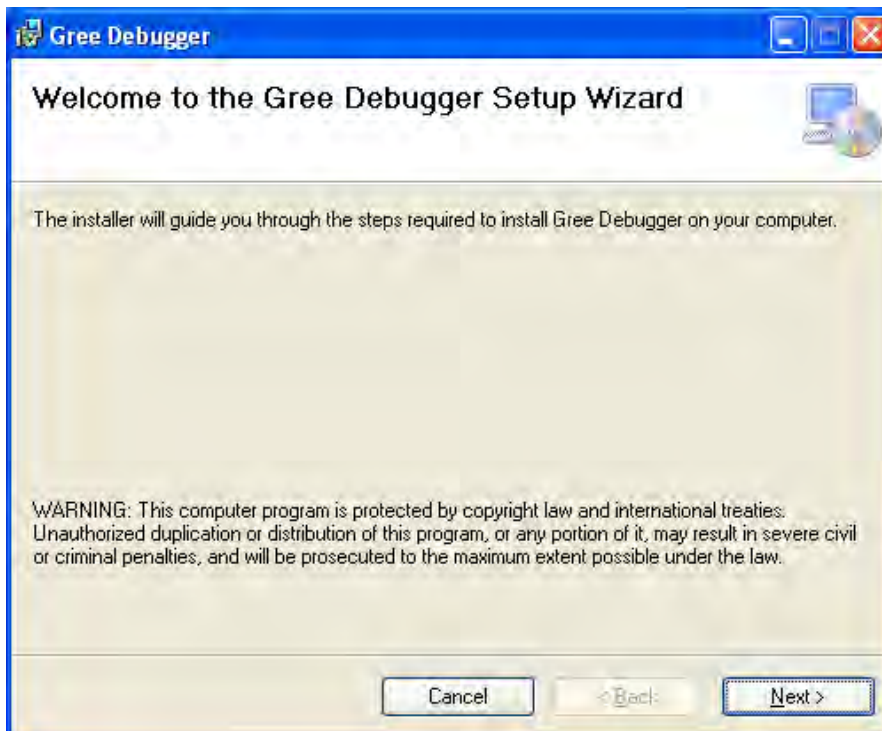 Gree Debugger
Welcome to the Gree Debugger Setup Wizard
The installer will guide you through the steps required to install Gree Debugger on your computer.
WARNING: This computer program is protected by copyright law and international treaties.
Unauthorized duplication or distribution of this program, or any portion of it, may result in severe civil
or criminal penalties, and will be prosecuted to the maximum extent possible under the law.
Cancel
< Back
Next >